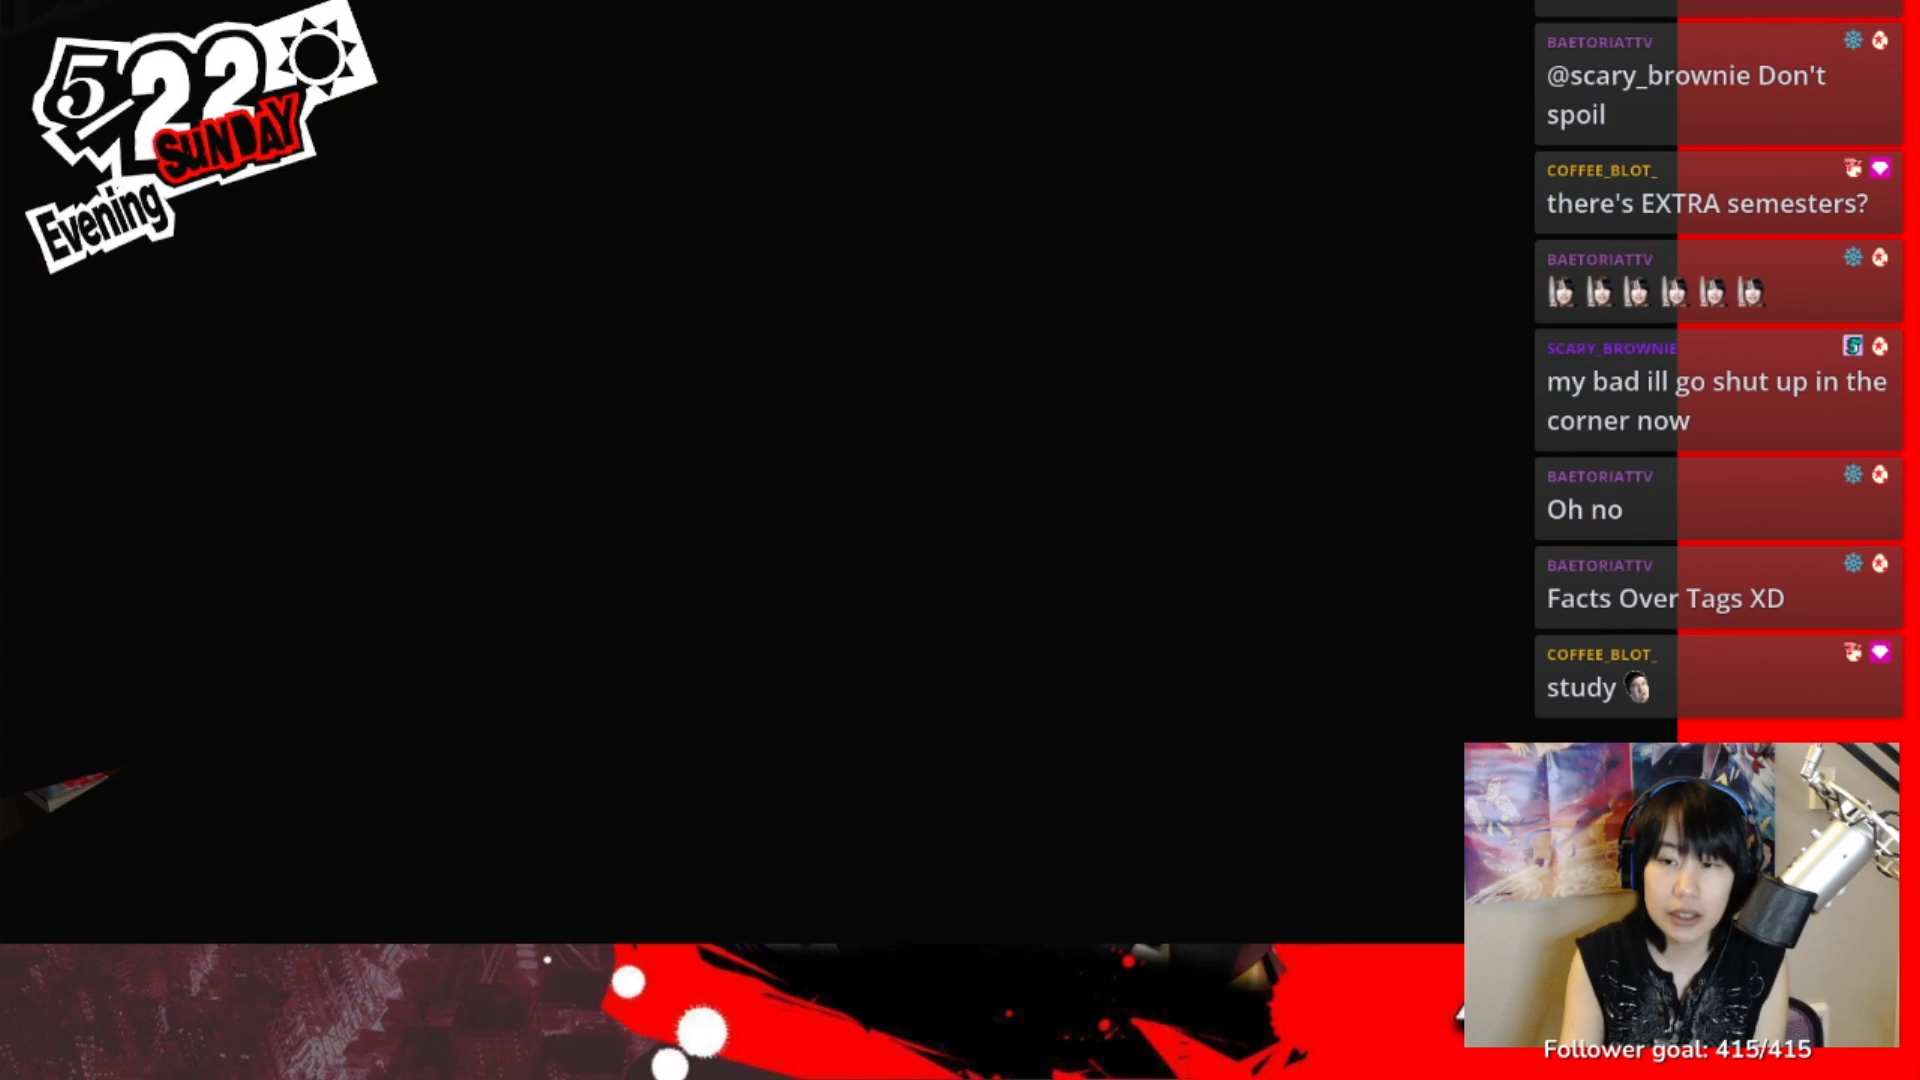 5/22
SUNDAY
Evening
BAETORIATTV
@scary_brownie Don't
spoil
COFFEE_BLOT_
there's EXTRA semesters?
BAETORIATTV
SCARY_BROWNIE
my bad ill go shut up in the
corner now
BAETORIATTV
Oh no
BAETORIATTV
Facts Over Tags XD
COFFEE_BLOT_
study
Follower goal: 415/415